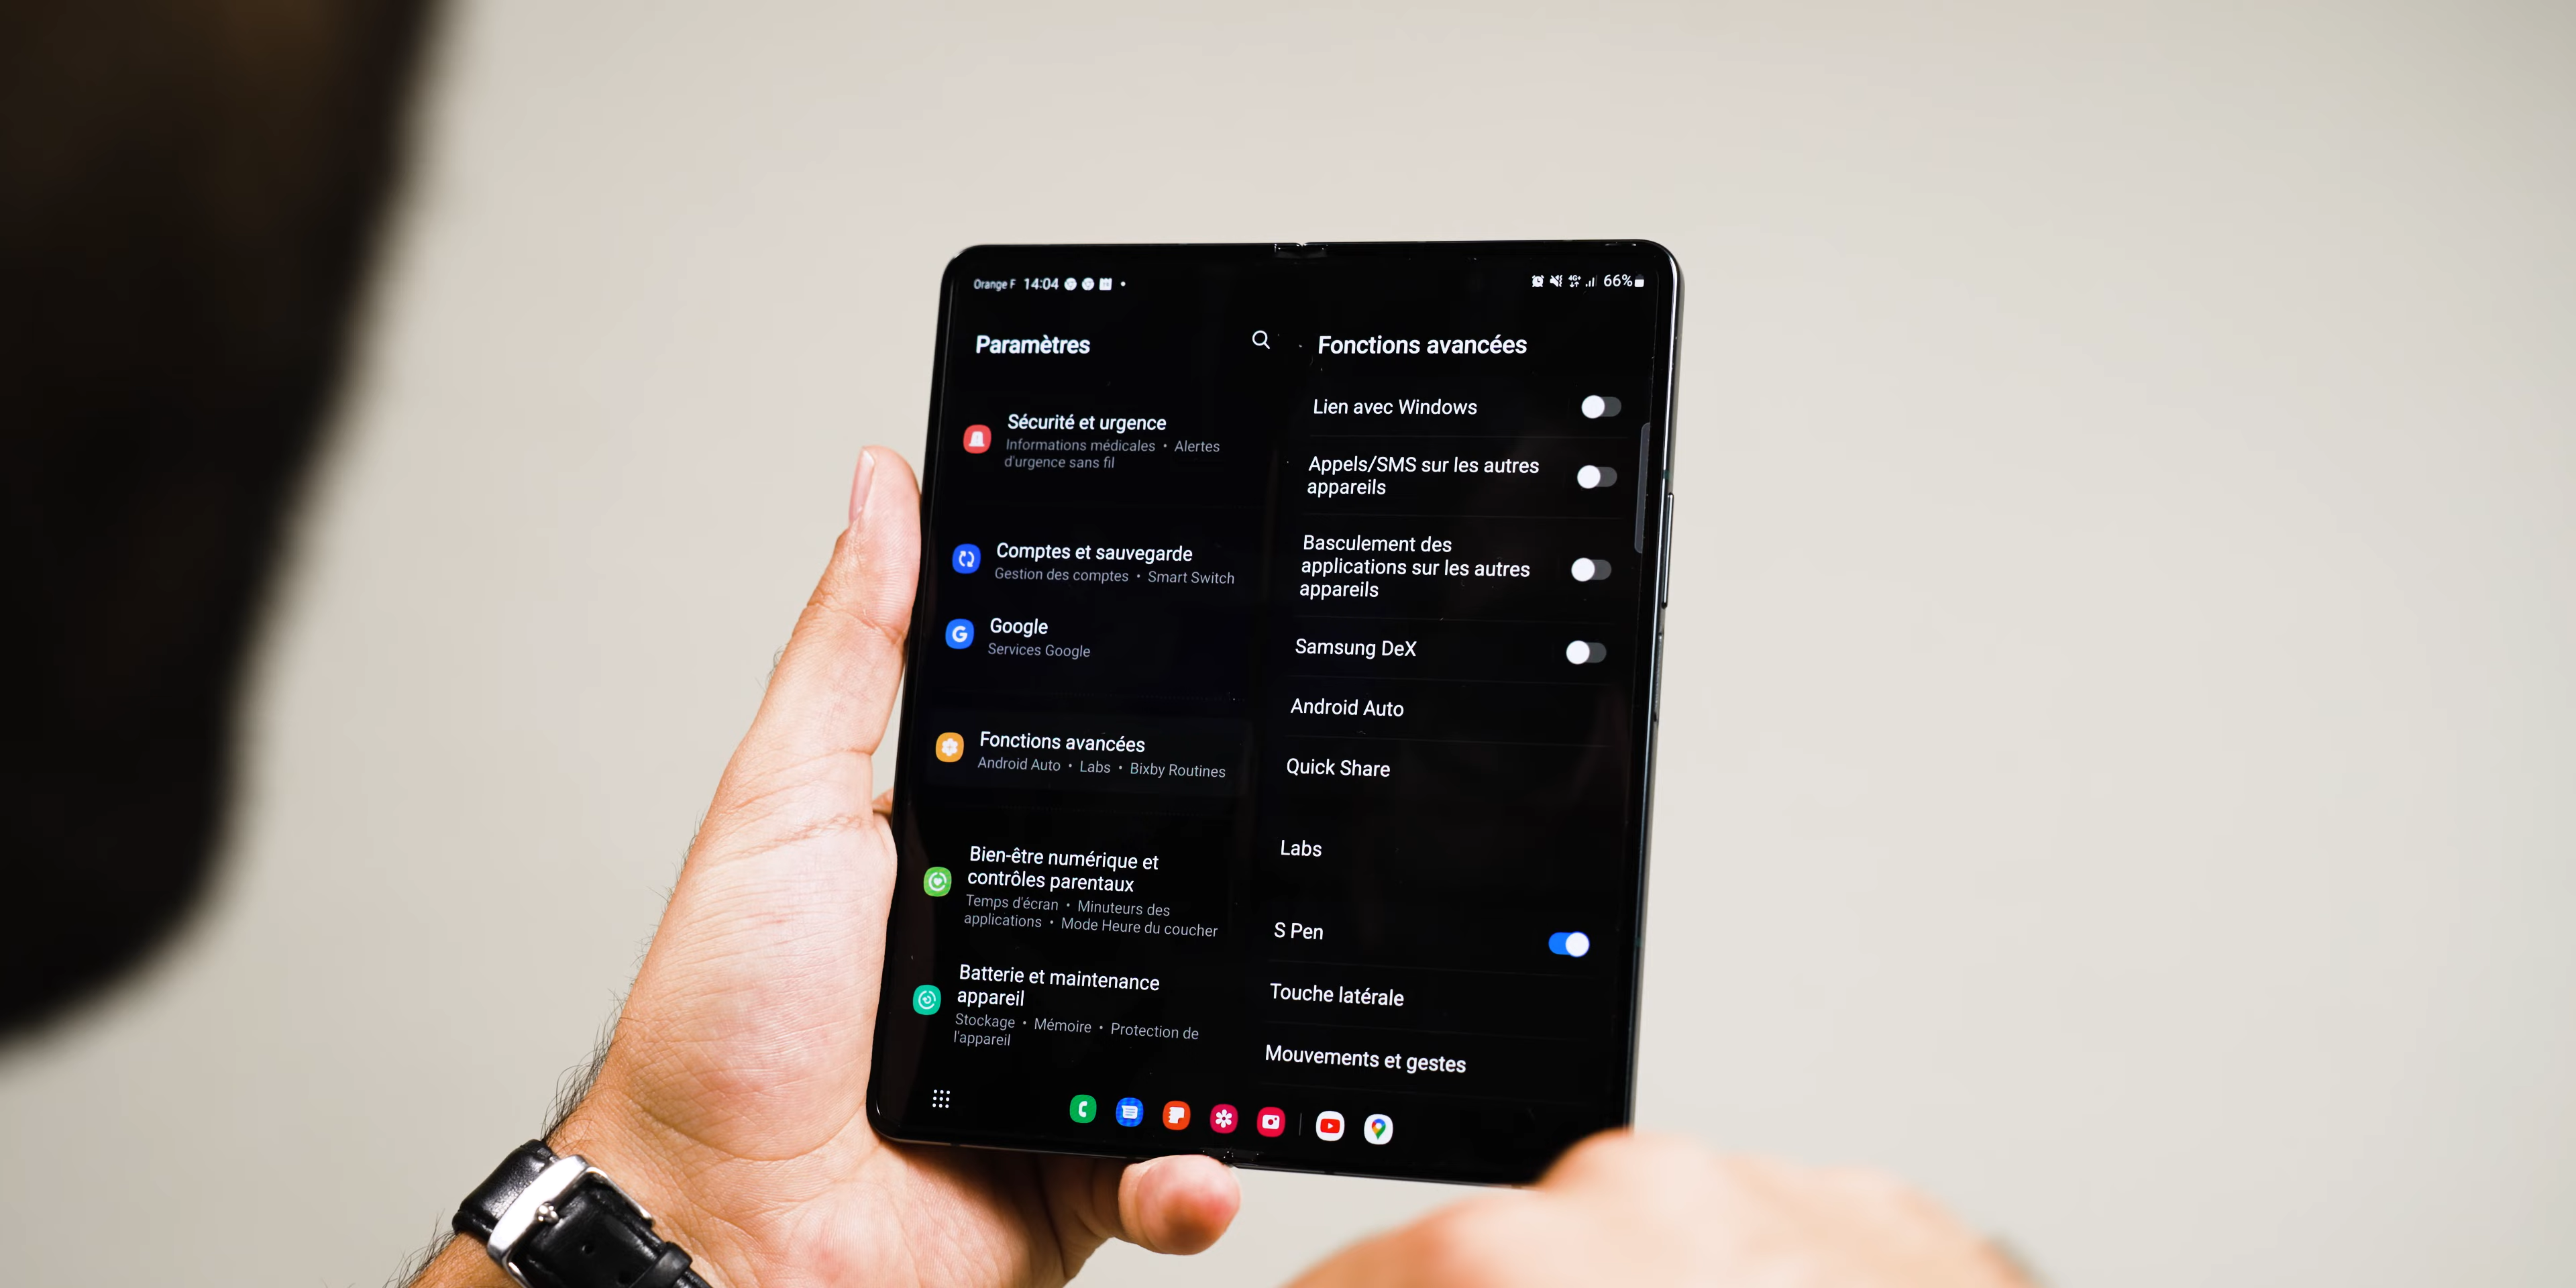 Orange F 14:04
66%
Paramètres
Sécurité et urgence
Informations médicales • Alertes
d'urgence sans fil
Comptes et sauvegarde
Gestion des comptes • Smart Switch
Google
Services Google
Fonctions avancées
Android Auto • Labs • Bixby Routines
Bien-être numérique et
contrôles parentaux
Temps d'écran • Minuteurs des
applications • Mode Heure du coucher
Batterie et maintenance
appareil
Stockage • Mémoire • Protection de
l'appareil
Fonctions avancées
Lien avec Windows
Appels/SMS sur les autres
appareils
Basculement des
applications sur les autres
appareils
Samsung DeX
Android Auto
Quick Share
Labs
S Pen
Touche latérale
Mouvements et gestes